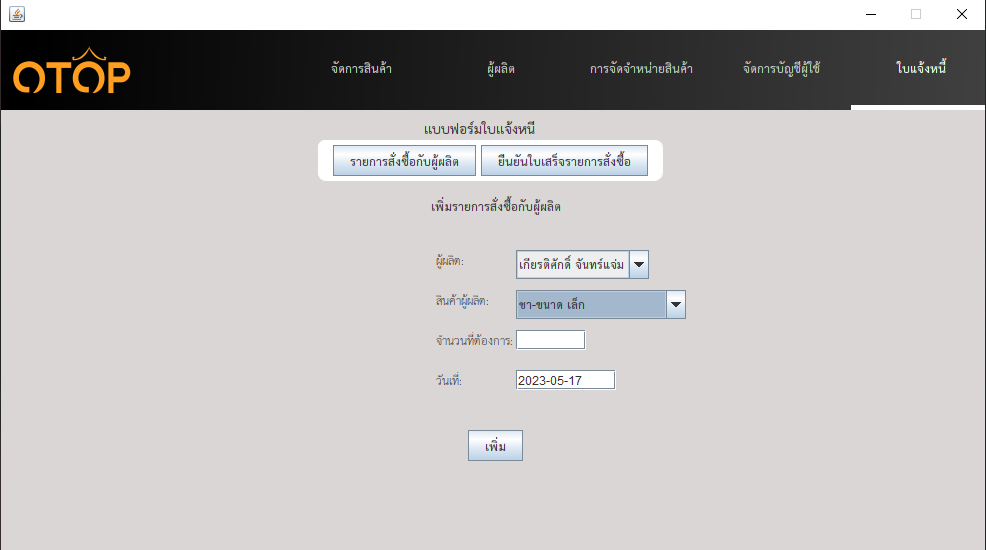 OTOP
จัดการสินค้า ผู้ผลิต การจัดจำหน่ายสินค้า จัดการบัญชีผู้ใช้ ใบแจ้งหนี้
แบบฟอร์มใบแจ้งหนี้
รายการสั่งซื้อกับผู้ผลิต ยืนยันใบเสร็จรายการสั่งซื้อ
เพิ่มรายการสั่งซื้อกับผู้ผลิต
ผู้ผลิต: เกียรติศักดิ์ จันทร์แจ่ม
สินค้าผู้ผลิต: ชา-ขนาด เล็ก
จำนวนที่ต้องการ:
วันที่: 2023-05-17
เพิ่ม